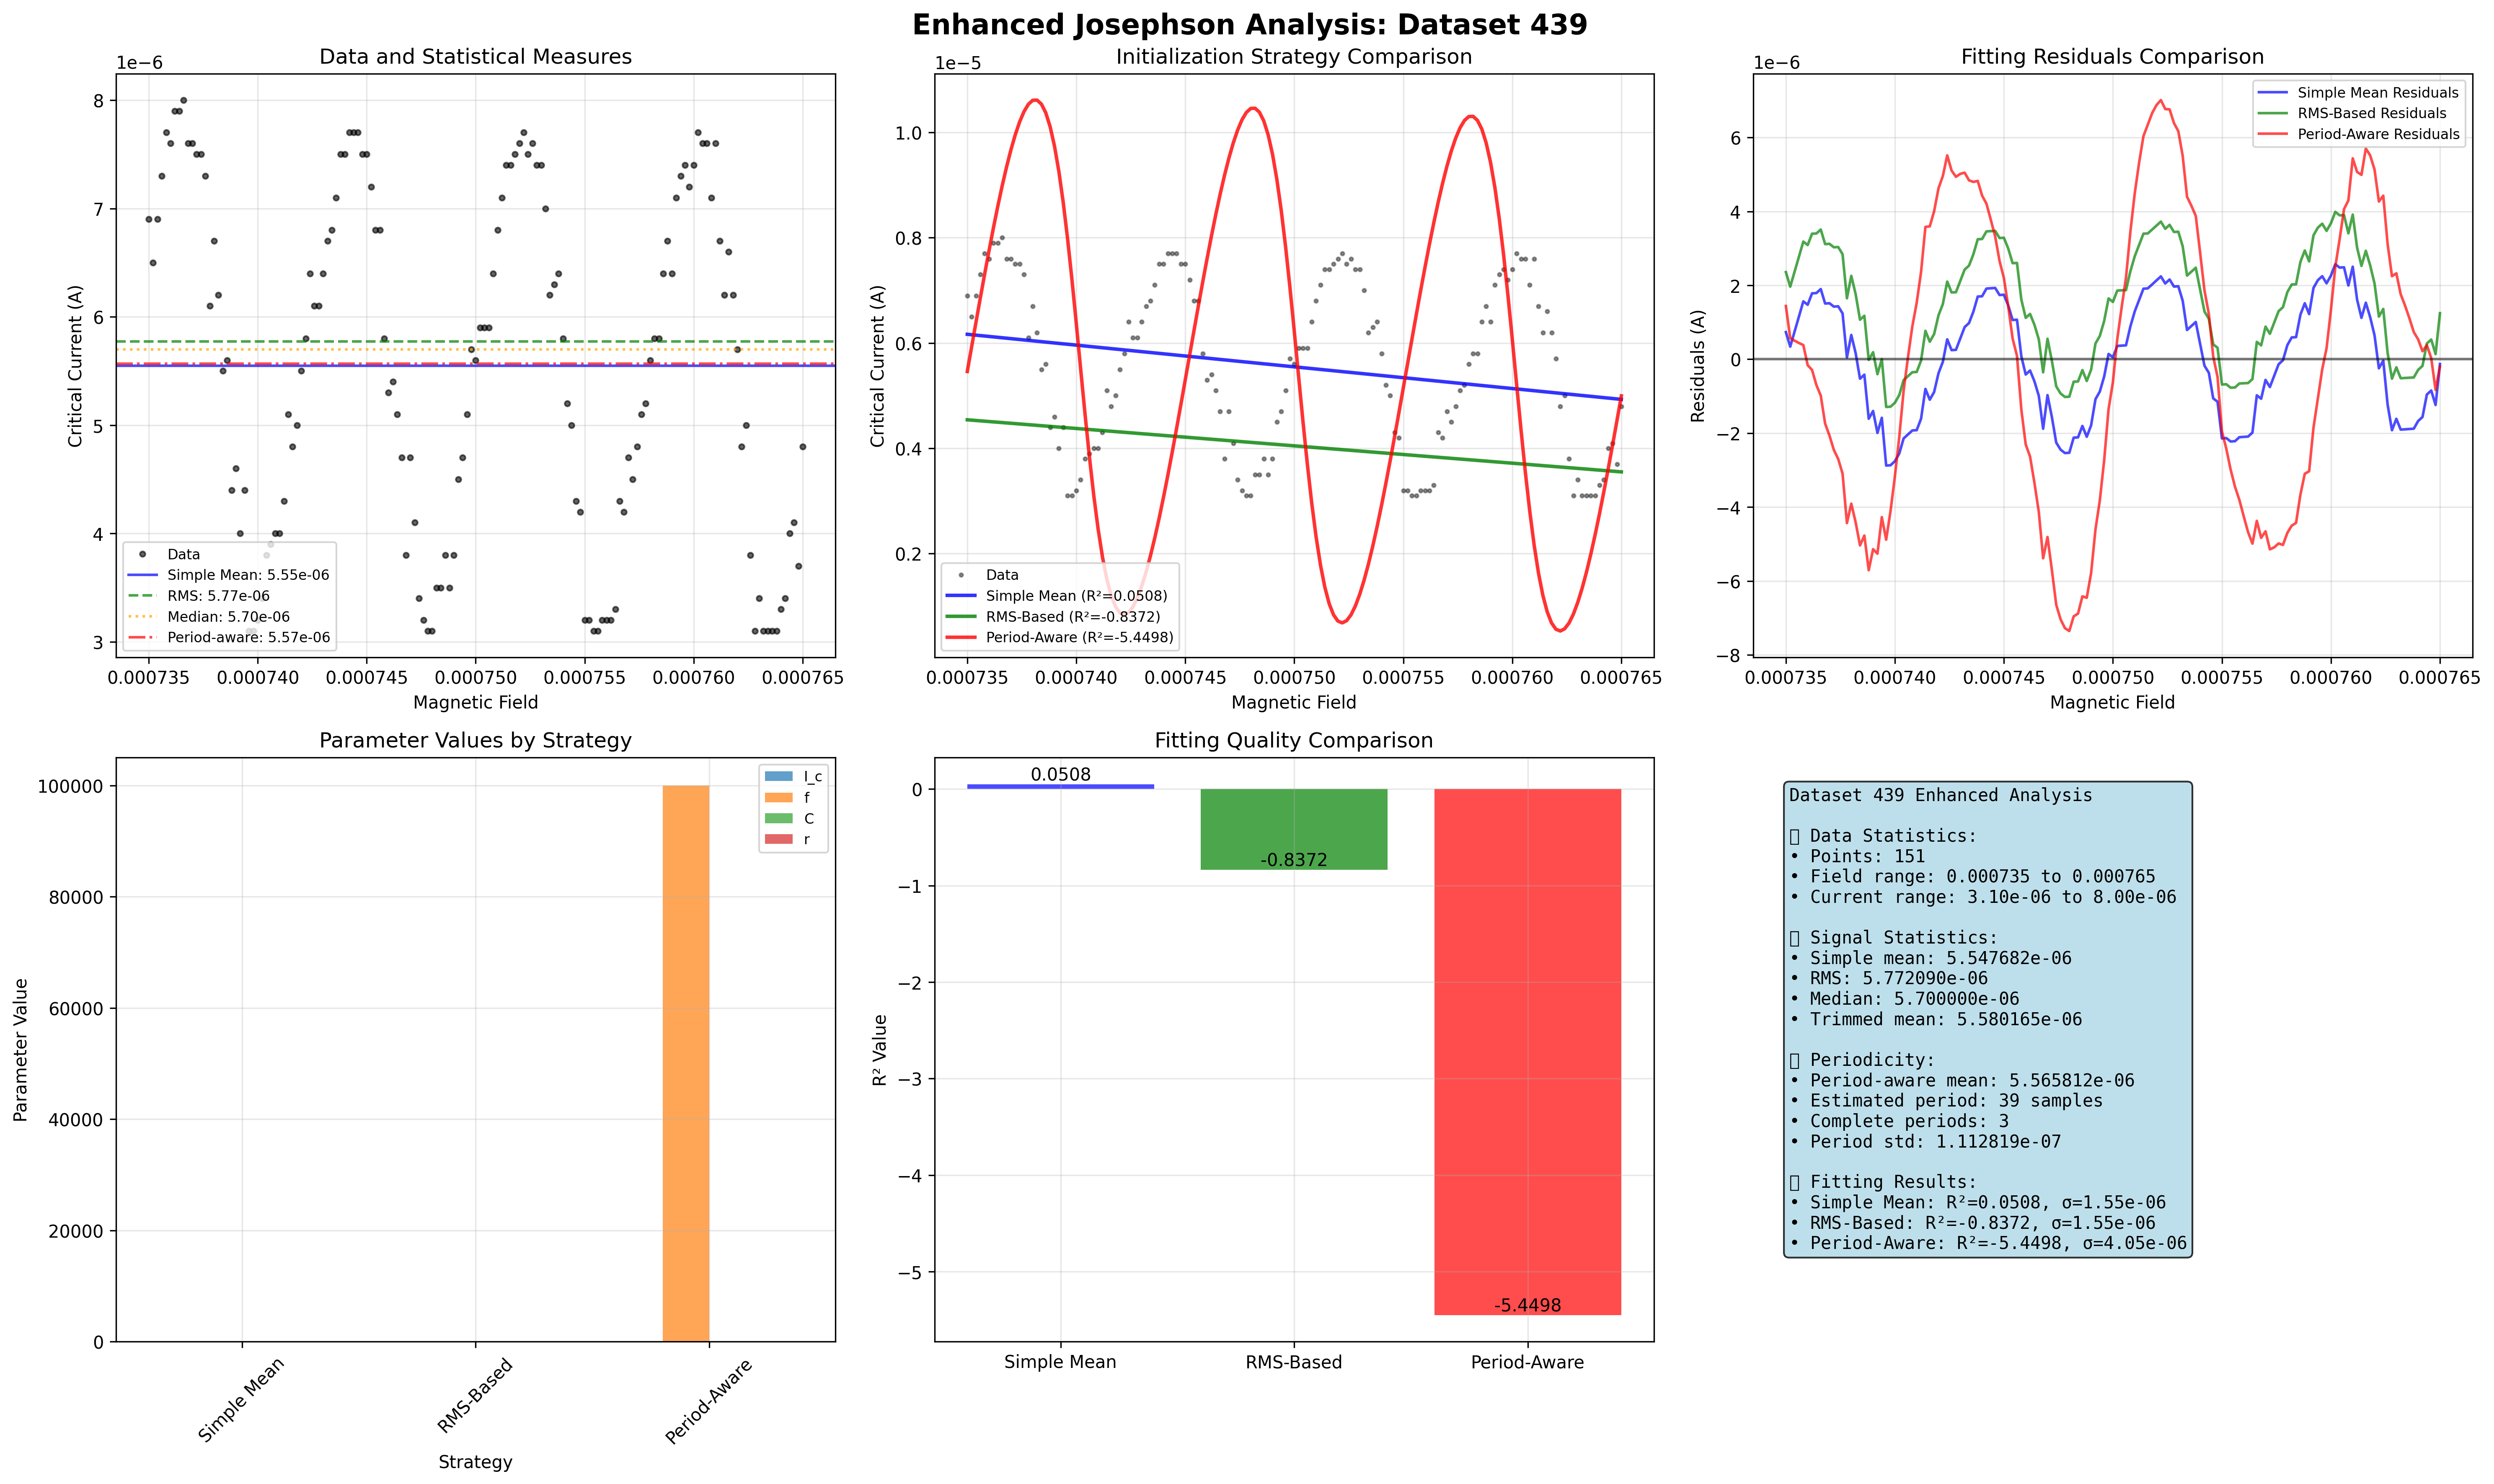 Enhanced Josephson Analysis: Dataset 439
Data and Statistical Measures
1e−6
8
7
6
5
4
3
Critical Current (A)
Data
Simple Mean: 5.55e-06
RMS: 5.77e-06
Median: 5.70e-06
Period-aware: 5.57e-06
0.000735 0.000740 0.000745 0.000750 0.000755 0.000760 0.000765
Magnetic Field
Initialization Strategy Comparison
1e−5
1.0
0.8
0.6
0.4
0.2
Critical Current (A)
Data
Simple Mean (R²=0.0508)
RMS-Based (R²=-0.8372)
Period-Aware (R²=-5.4498)
0.000735 0.000740 0.000745 0.000750 0.000755 0.000760 0.000765
Magnetic Field
Fitting Residuals Comparison
1e−6
6
4
2
0
−2
−4
−6
−8
Residuals (A)
Simple Mean Residuals
RMS-Based Residuals
Period-Aware Residuals
0.000735 0.000740 0.000745 0.000750 0.000755 0.000760 0.000765
Magnetic Field
Parameter Values by Strategy
100000
80000
60000
40000
20000
0
Parameter Value
I_c
f
C
r
Simple Mean
RMS-Based
Period-Aware
Strategy
Fitting Quality Comparison
0
−1
−2
−3
−4
−5
R² Value
0.0508
-0.8372
-5.4498
Simple Mean RMS-Based Period-Aware
Dataset 439 Enhanced Analysis
Data Statistics:
• Points: 151
• Field range: 0.000735 to 0.000765
• Current range: 3.10e-06 to 8.00e-06
Signal Statistics:
• Simple mean: 5.547682e-06
• RMS: 5.772090e-06
• Median: 5.700000e-06
• Trimmed mean: 5.580165e-06
Periodicity:
• Period-aware mean: 5.565812e-06
• Estimated period: 39 samples
• Complete periods: 3
• Period std: 1.112819e-07
Fitting Results:
• Simple Mean: R²=0.0508, σ=1.55e-06
• RMS-Based: R²=-0.8372, σ=1.55e-06
• Period-Aware: R²=-5.4498, σ=4.05e-06